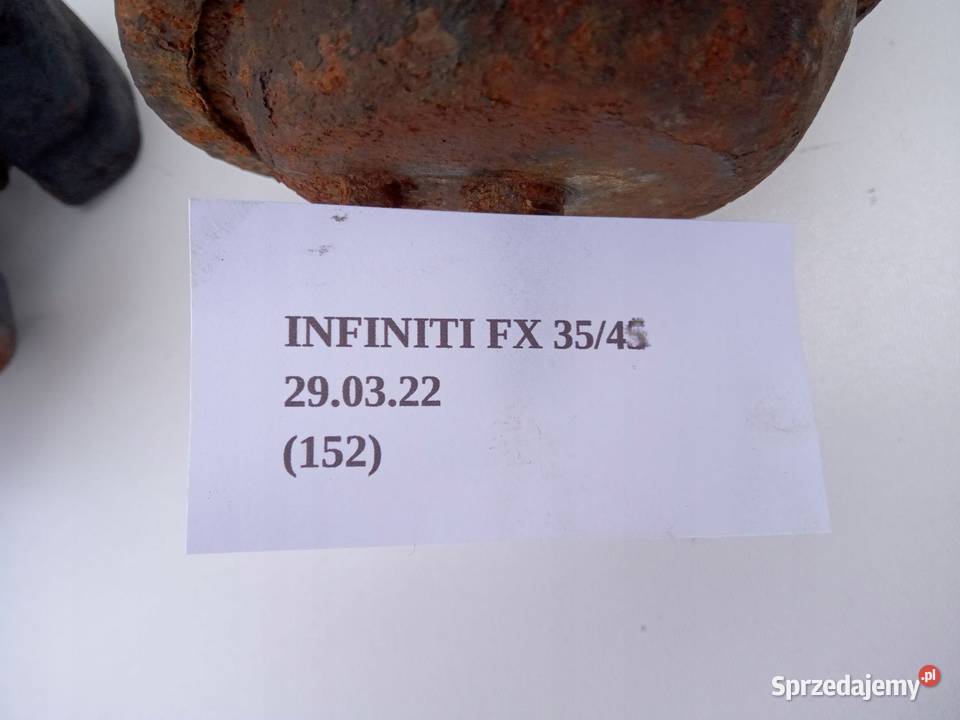 INFINITI FX 35/45
29.03.22
(152)
Sprzedajemy.pl